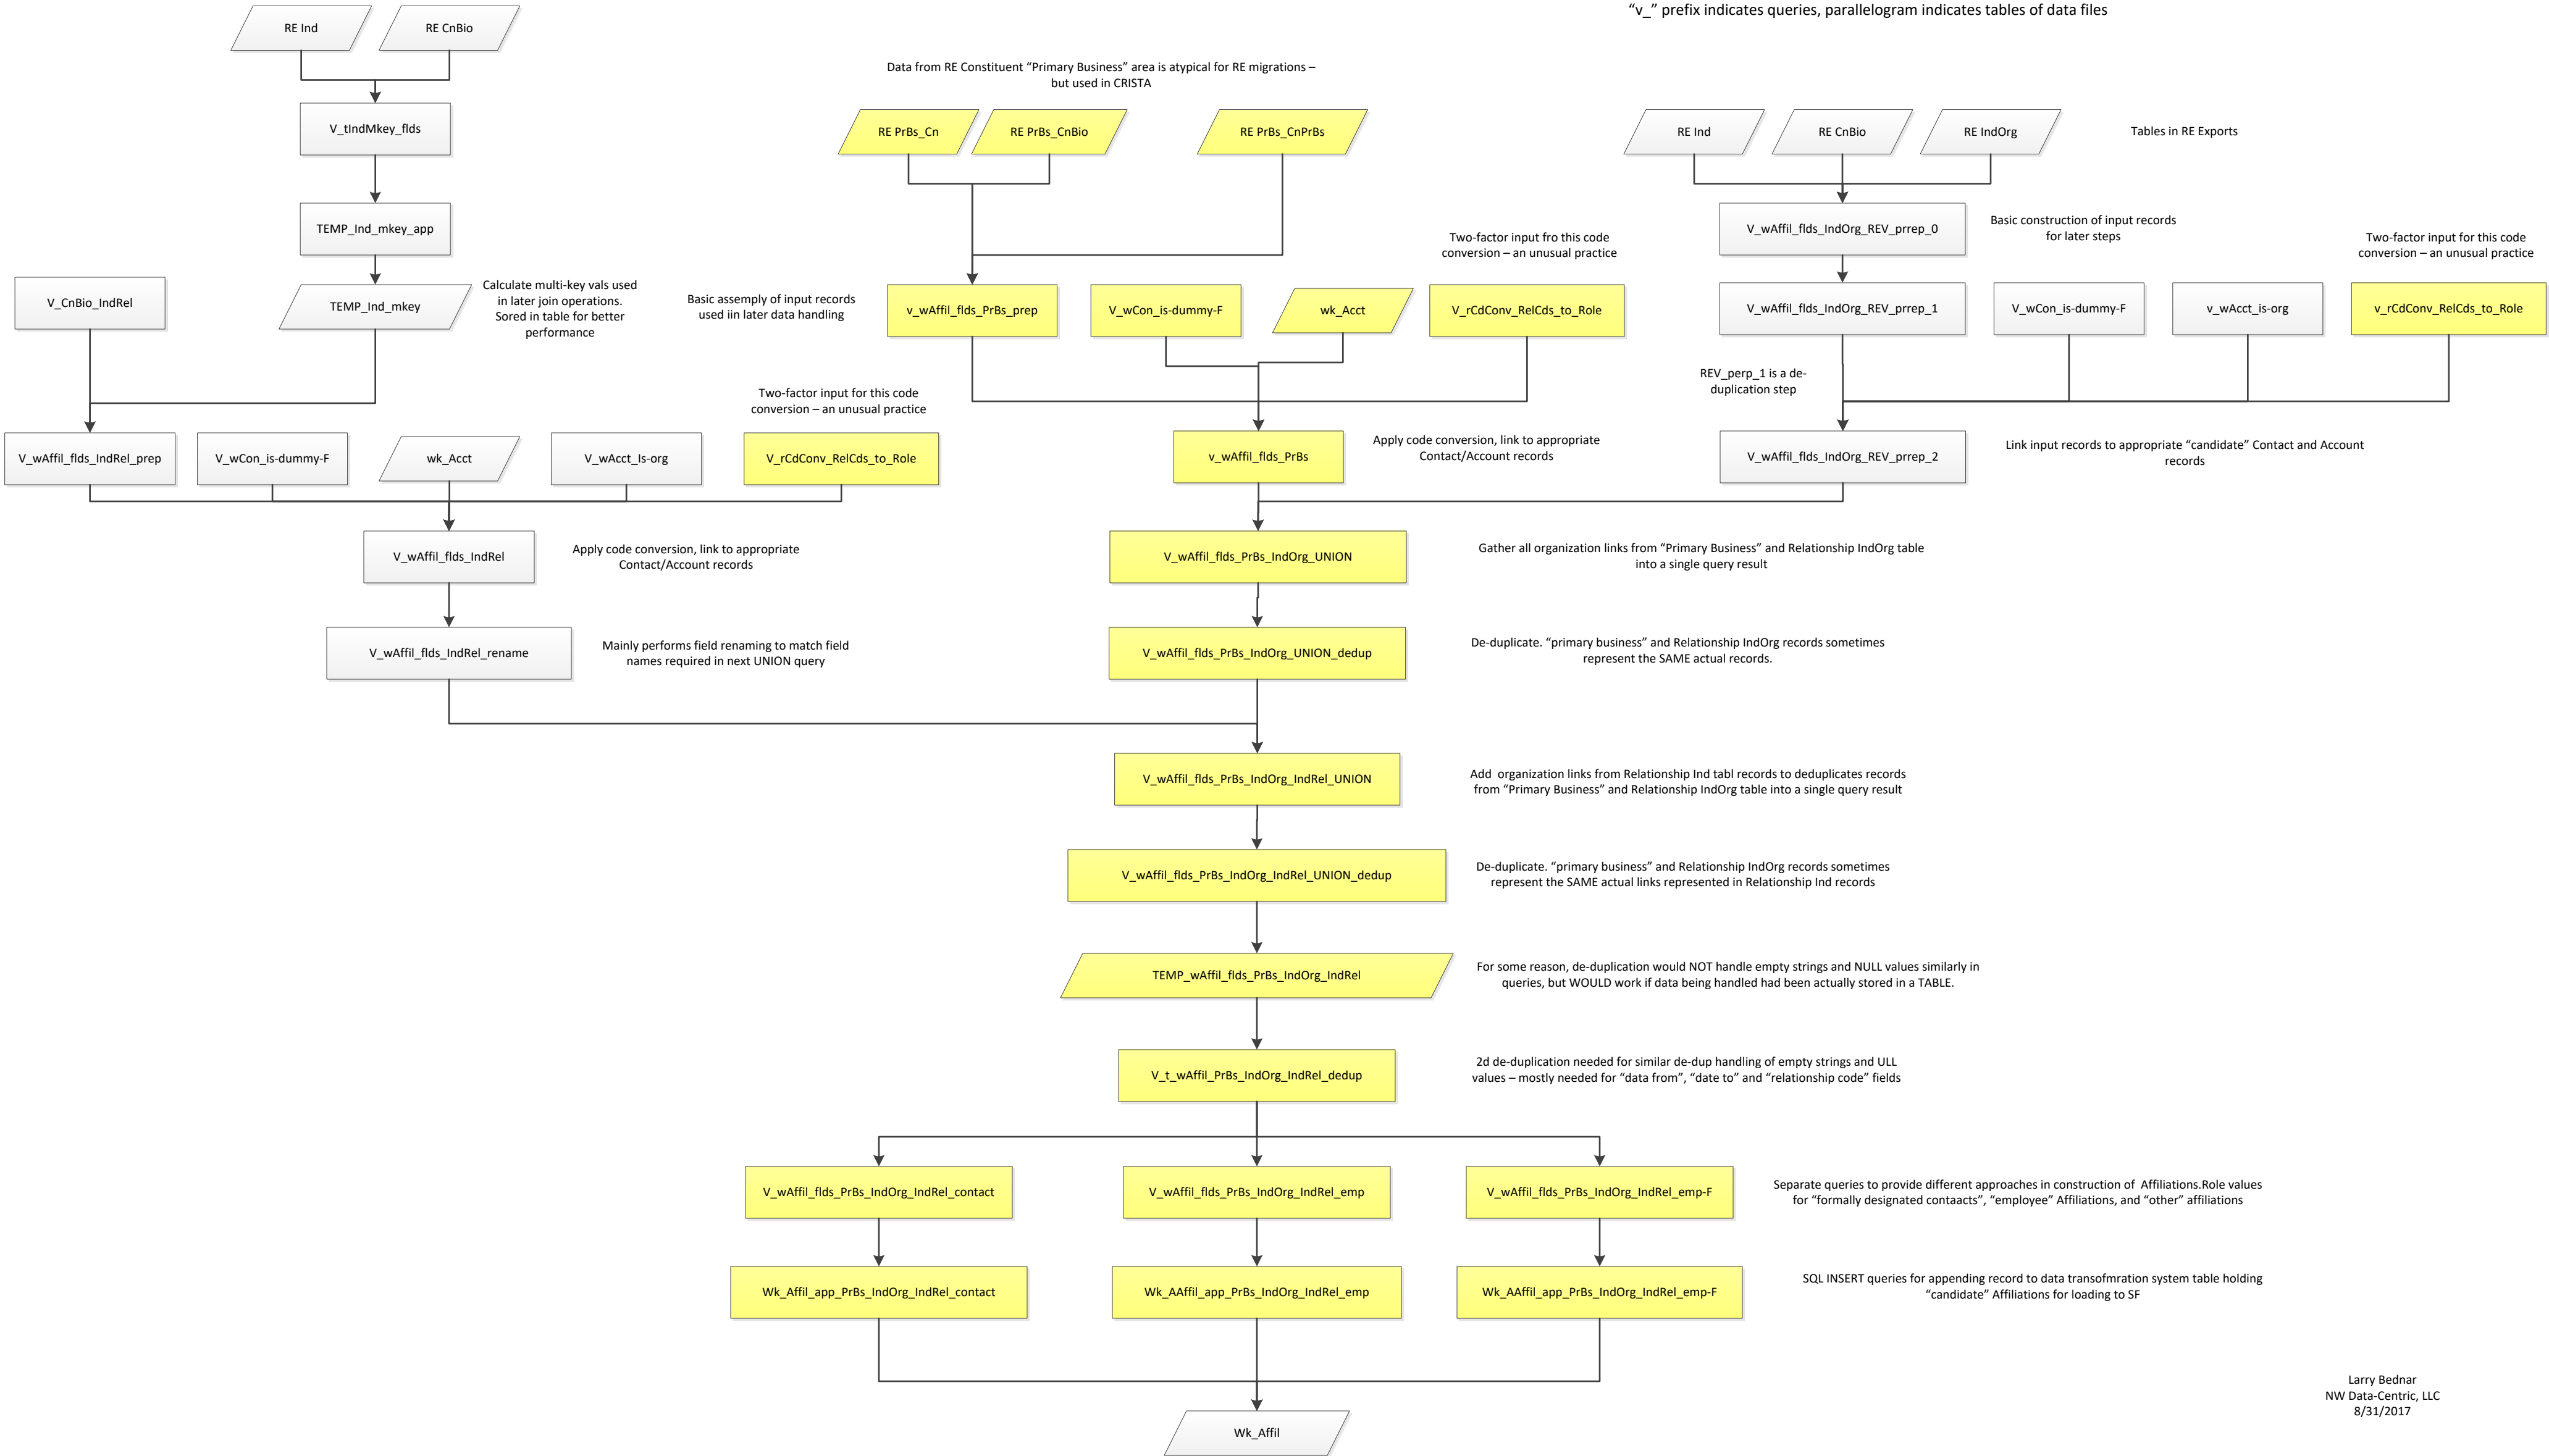 “v_” prefix indicates queries, parallelogram indicates tables of data files
RE Ind
RE CnBio
V_tIndMkey_flds
TEMP_Ind_mkey_app
V_CnBio_IndRel
TEMP_Ind_mkey
Calculate multi-key vals used
in later join operations.
Sored in table for better
performance
Data from RE Constituent “Primary Business” area is atypical for RE migrations –
but used in CRISTA
RE PrBs_Cn
RE PrBs_CnBio
RE PrBs_CnPrBs
Basic assemply of input records
used iin later data handling
v_wAffil_flds_PrBs_prep
V_wCon_is-dummy-F
wk_Acct
Two-factor input fro this code
conversion – an unusual practice
V_rCdConv_RelCds_to_Role
RE Ind
RE CnBio
RE IndOrg
Tables in RE Exports
V_wAffil_flds_IndOrg_REV_prrep_0
Basic construction of input records
for later steps
V_wAffil_flds_IndOrg_REV_prrep_1
V_wCon_is-dummy-F
v_wAcct_is-org
Two-factor input for this code
conversion – an unusual practice
v_rCdConv_RelCds_to_Role
REV_perp_1 is a de-
duplication step
V_wAffil_flds_IndRel_prep
V_wCon_is-dummy-F
wk_Acct
V_wAcct_Is-org
Two-factor input for this code
conversion – an unusual practice
V_rCdConv_RelCds_to_Role
v_wAffil_flds_PrBs
Apply code conversion, link to appropriate
Contact/Account records
V_wAffil_flds_IndOrg_REV_prrep_2
Link input records to appropriate “candidate” Contact and Account
records
V_wAffil_flds_IndRel
Apply code conversion, link to appropriate
Contact/Account records
V_wAffil_flds_PrBs_IndOrg_UNION
Gather all organization links from “Primary Business” and Relationship IndOrg table
into a single query result
V_wAffil_flds_IndRel_rename
Mainly performs field renaming to match field
names required in next UNION query
V_wAffil_flds_PrBs_IndOrg_UNION_dedup
De-duplicate. “primary business” and Relationship IndOrg records sometimes
represent the SAME actual records.
V_wAffil_flds_PrBs_IndOrg_IndRel_UNION
Add  organization links from Relationship Ind tabl records to deduplicates records
from “Primary Business” and Relationship IndOrg table into a single query result
V_wAffil_flds_PrBs_IndOrg_IndRel_UNION_dedup
De-duplicate. “primary business” and Relationship IndOrg records sometimes
represent the SAME actual links represented in Relationship Ind records
TEMP_wAffil_flds_PrBs_IndOrg_IndRel
For some reason, de-duplication would NOT handle empty strings and NULL values similarly in
queries, but WOULD work if data being handled had been actually stored in a TABLE.
V_t_wAffil_PrBs_IndOrg_IndRel_dedup
2d de-duplication needed for similar de-dup handling of empty strings and ULL
values – mostly needed for “data from”, “date to” and “relationship code” fields
V_wAffil_flds_PrBs_IndOrg_IndRel_contact
V_wAffil_flds_PrBs_IndOrg_IndRel_emp
V_wAffil_flds_PrBs_IndOrg_IndRel_emp-F
Separate queries to provide different approaches in construction of  Affiliations.Role values
for “formally designated contaacts”, “employee” Affiliations, and “other” affiliations
Wk_Affil_app_PrBs_IndOrg_IndRel_contact
Wk_AAffil_app_PrBs_IndOrg_IndRel_emp
Wk_AAffil_app_PrBs_IndOrg_IndRel_emp-F
SQL INSERT queries for appending record to data transofmration system table holding
“candidate” Affiliations for loading to SF
Wk_Affil
Larry Bednar
NW Data-Centric, LLC
8/31/2017